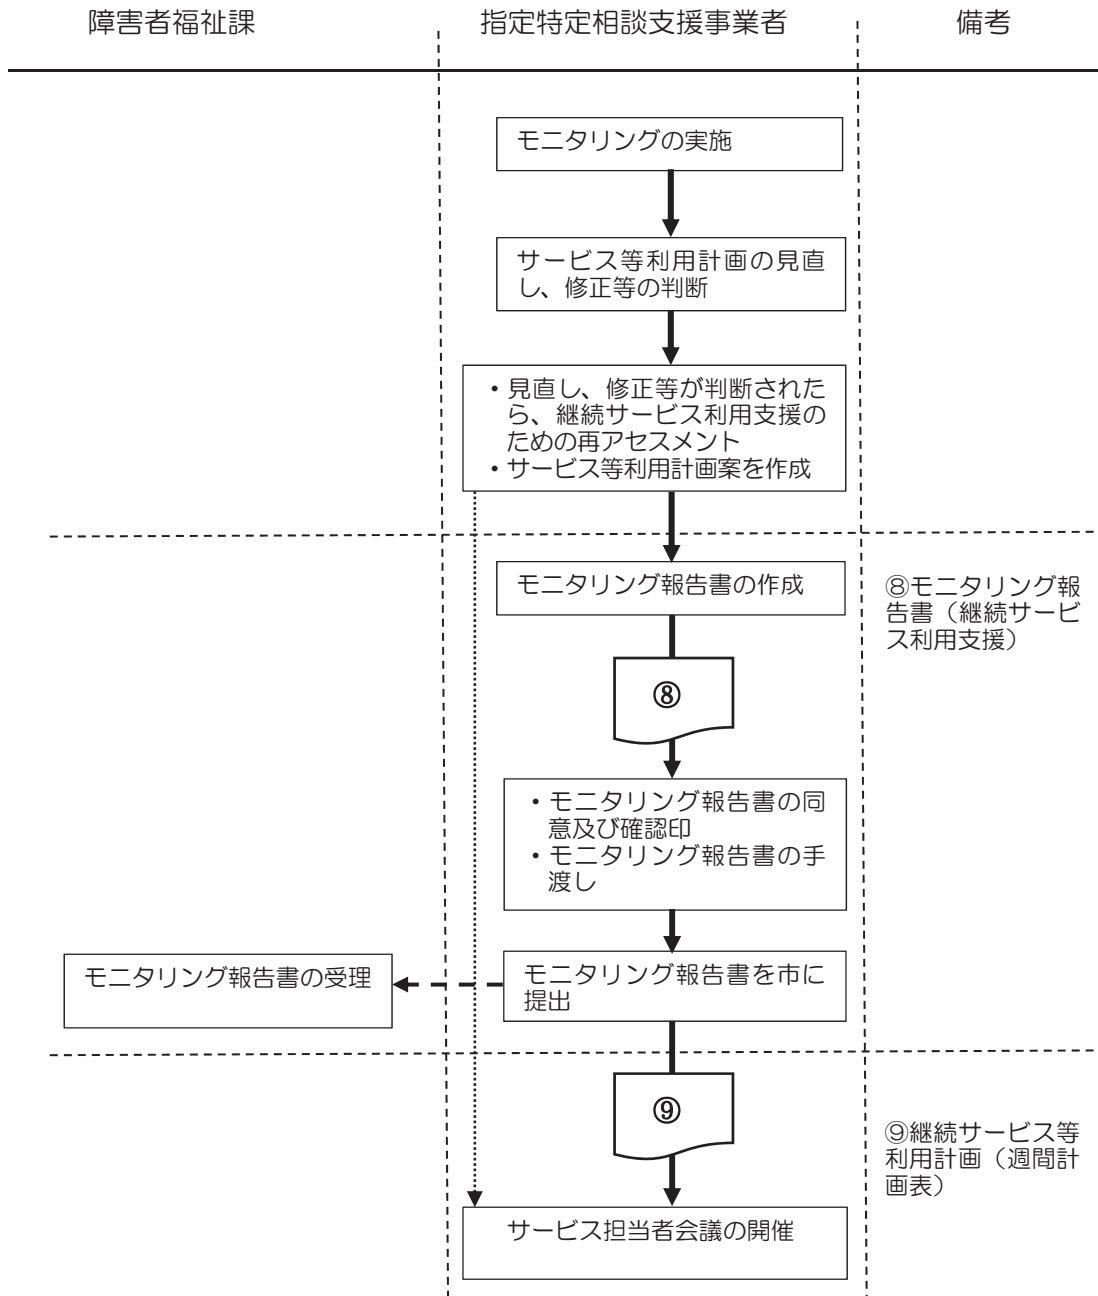 障害者福祉課
指定特定相談支援事業者
備考
モニタリングの実施
サービス等利用計画の見直
し、修正等の判断
・見直し、修正等が判断された
ら、継続サービス利用支援の
ための再アセスメント
・サービス等利用計画案を作成
モニタリング報告書の作成
⑧モニタリング報
告書（継続サービ
ス利用支援）
⑧
・モニタリング報告書の同
意及び確認印
・モニタリング報告書の手
渡し
モニタリング報告書の受理
モニタリング報告書を市に
提出
⑨
⑨継続サービス等
利用計画（週間計
画表）
サービス担当者会議の開催